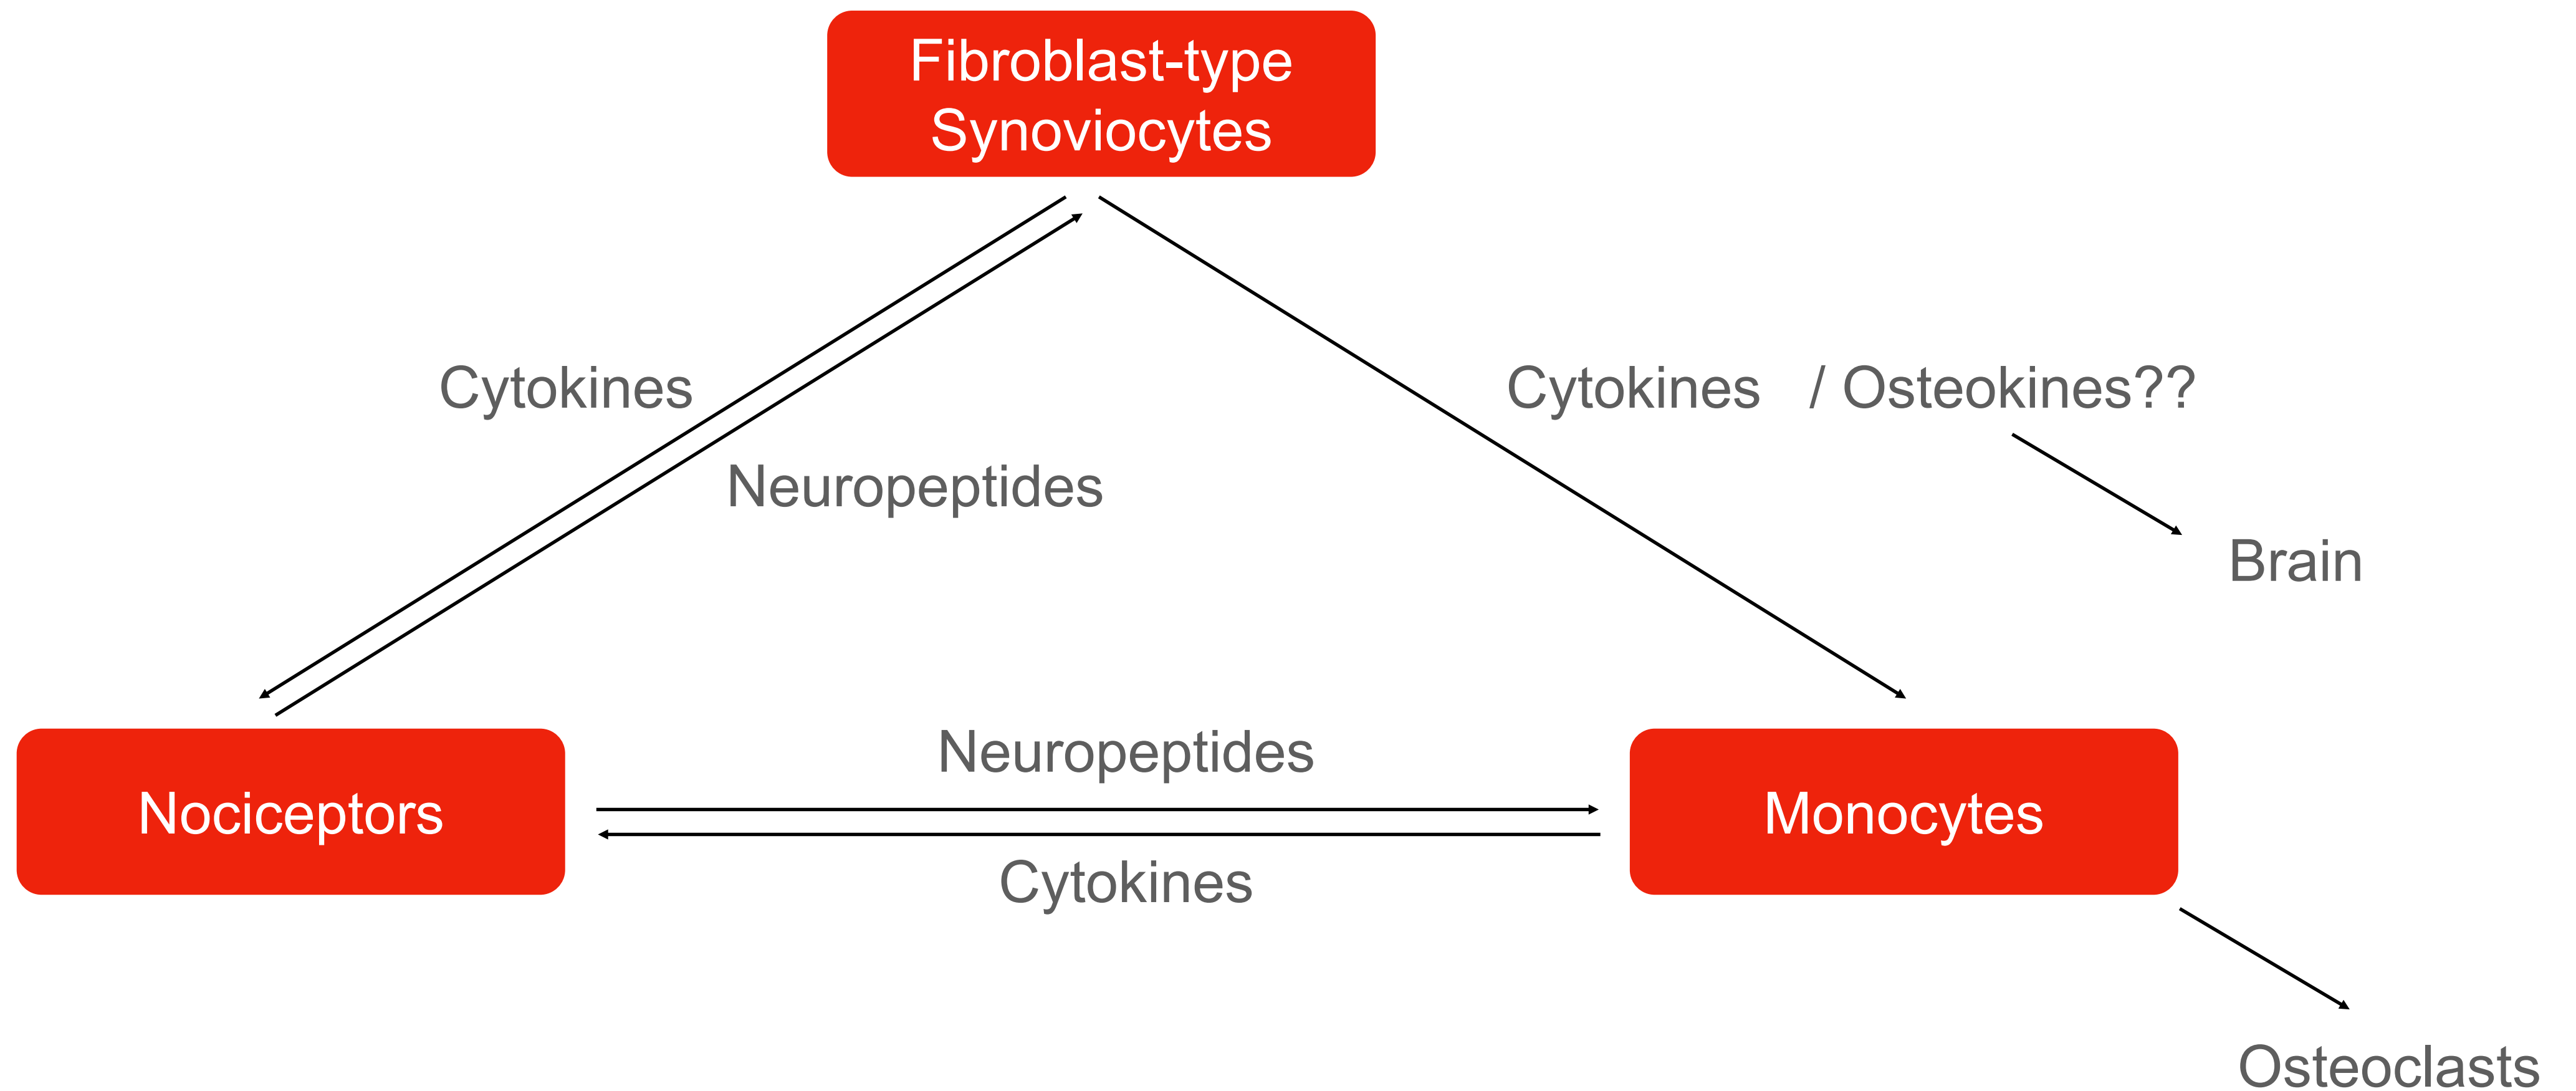 Fibroblast-type
Synoviocytes
Cytokines
Cytokines / Osteokines??
Neuropeptides
Brain
Neuropeptides
Nociceptors
Monocytes
Cytokines
Osteoclasts